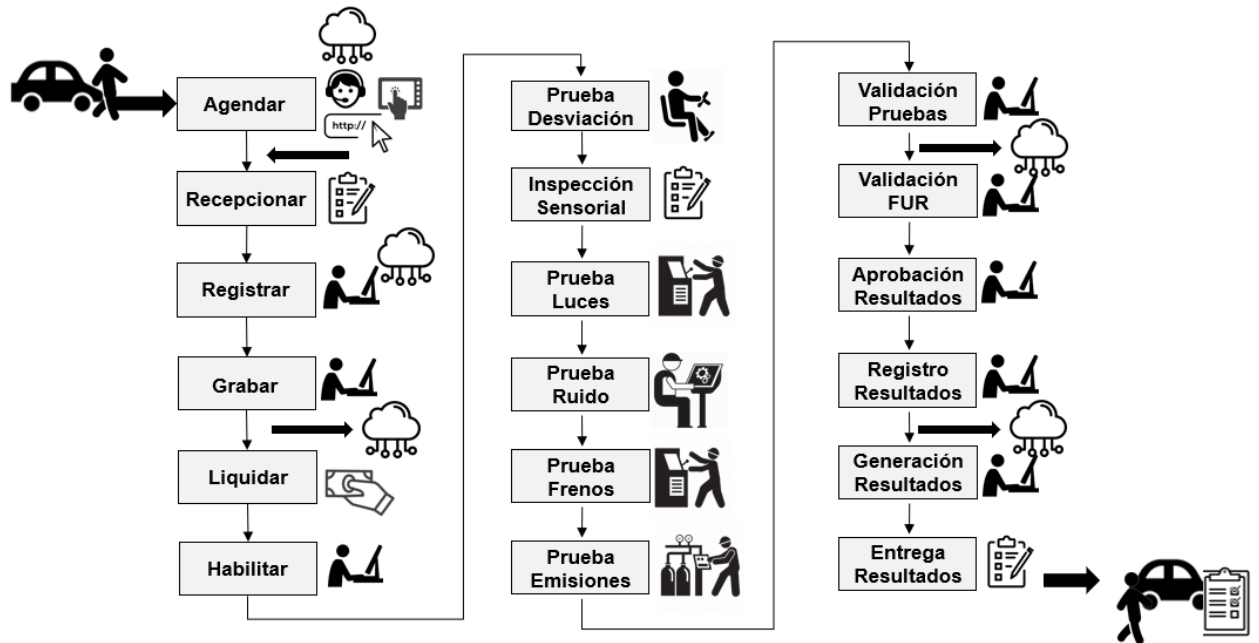 Agendar
http://
Recepcionar
Registrar
Grabar
Liquidar
Habilitar
Prueba
Desviación
Inspección
Sensorial
Prueba
Luces
Prueba
Ruido
Prueba
Frenos
Prueba
Emisiones
Validación
Pruebas
Validación
FUR
Aprobación
Resultados
Registro
Resultados
Generación
Resultados
Entrega
Resultados